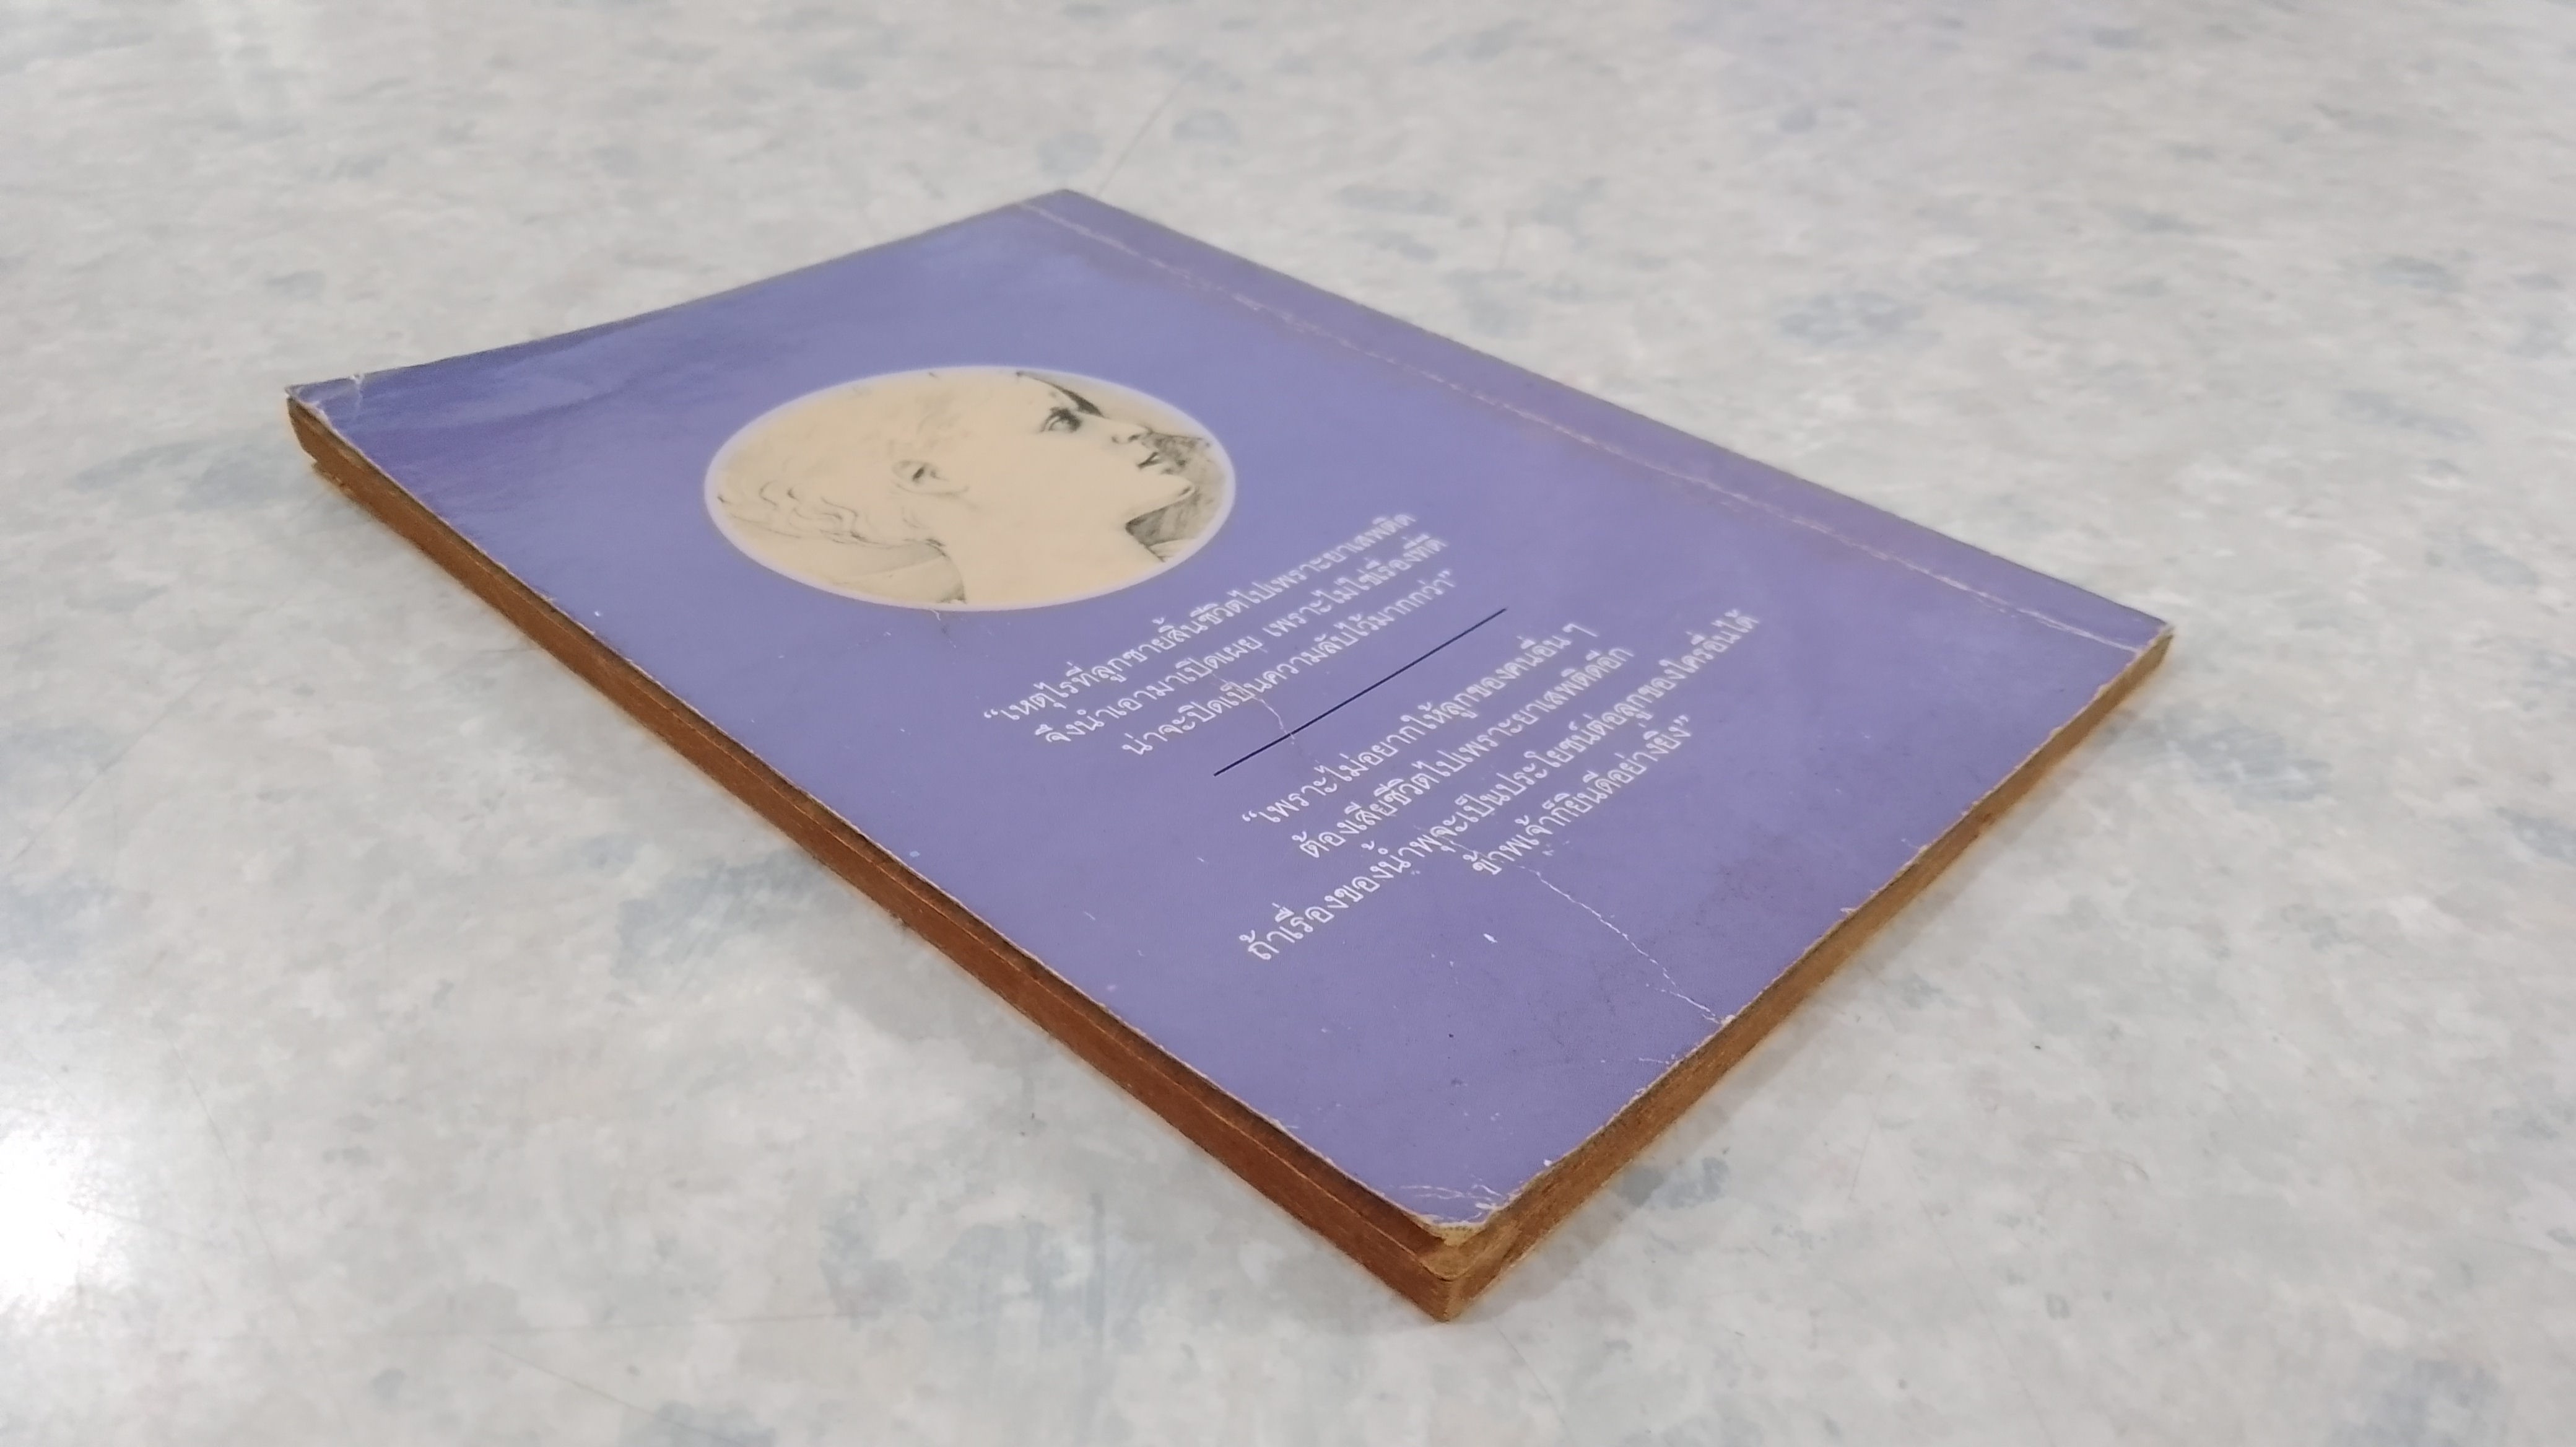 “เหตุไรที่ลูกชายสิ้นชีวิตไปเพราะยาเสพติด
จึงนำเอามาเปิดเผย เพราะไม่ใช่เรื่องที่ดี
น่าจะปิดเป็นความลับไว้มากกว่า”
“เพราะไม่อยากให้ลูกของคนอื่น ๆ
ต้องเสียชีวิตไปเพราะยาเสพติดอีก
ถ้าเรื่องของน้ำพุจะเป็นประโยชน์ต่อลูกของใครอื่นได้
ข้าพเจ้าก็ยินดีอย่างยิ่ง”